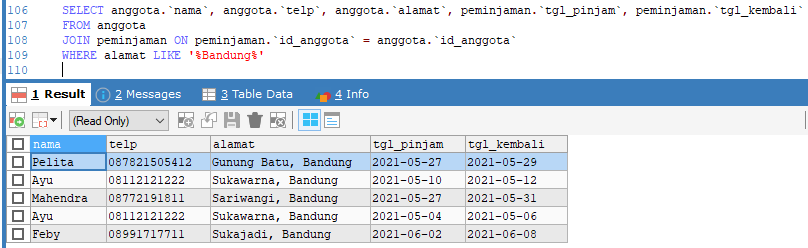 106 SELECT anggota.`nama`, anggota.`telp`, anggota.`alamat`, peminjaman.`tgl_pinjam`, peminjaman.`tgl_kembali`
107 FROM anggota
108 JOIN peminjaman ON peminjaman.`id_anggota` = anggota.`id_anggota`
109 WHERE alamat LIKE '%Bandung%'
110
1 Result 2 Messages 3 Table Data 4 Info
(Read Only)
nama telp alamat tgl_pinjam tgl_kembali
Pelita 087821505412 Gunung Batu, Bandung 2021-05-27 2021-05-29
Ayu 08112121222 Sukawarna, Bandung 2021-05-10 2021-05-12
Mahendra 08772191811 Sariwangi, Bandung 2021-05-27 2021-05-31
Ayu 08112121222 Sukawarna, Bandung 2021-05-04 2021-05-06
Feby 08991717711 Sukajadi, Bandung 2021-06-02 2021-06-08